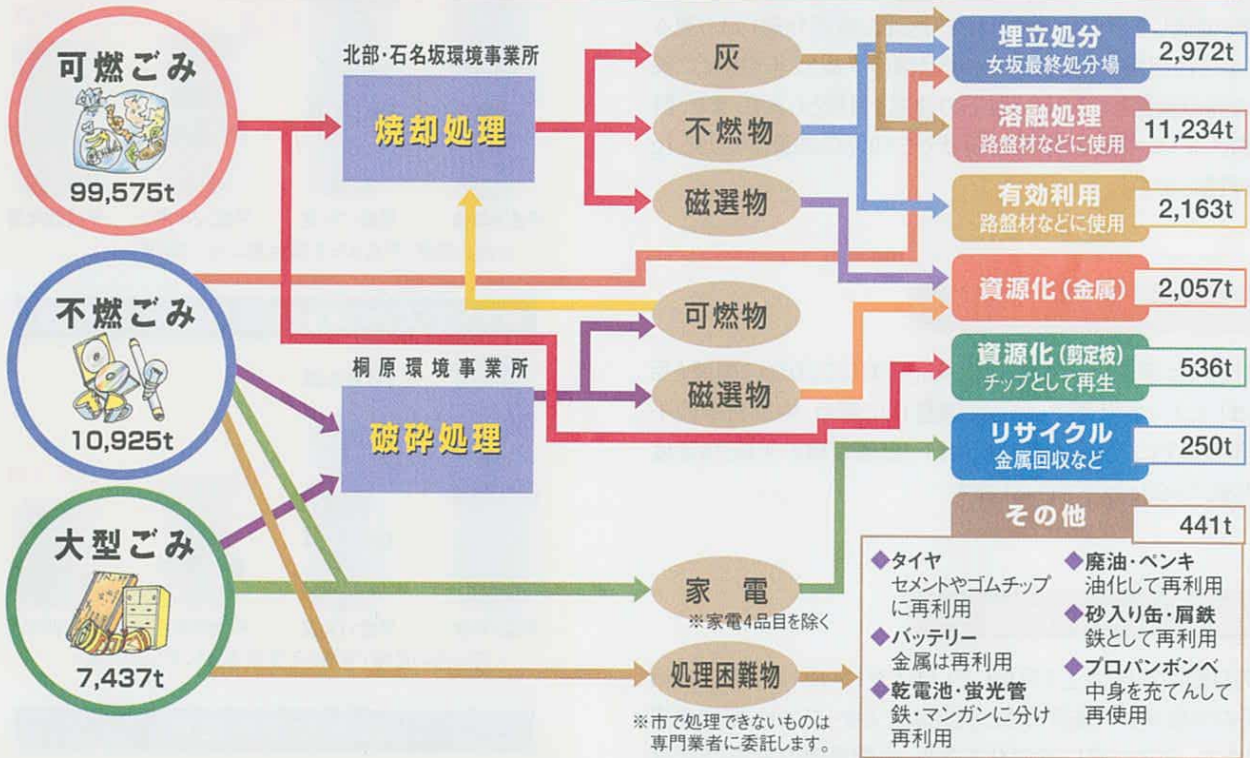 可燃ごみ
99,575t
不燃ごみ
10,925t
大型ごみ
7,437t
北部・石名坂環境事業所
焼却処理
桐原環境事業所
破砕処理
灰
不燃物
磁選物
可燃物
磁選物
家電
※家電4品目を除く
処理困難物
※市で処理できないものは
専門業者に委託します。
埋立処分
女坂最終処分場
2,972t
溶融処理
路盤材などに使用
11,234t
有効利用
路盤材などに使用
2,163t
資源化(金属)
2,057t
資源化(剪定枝)
チップとして再生
536t
リサイクル
金属回収など
250t
その他
441t
◆タイヤ
セメントやゴムチップ
に再利用
◆バッテリー
金属は再利用
◆乾電池・蛍光管
鉄・マンガンに分け
再利用
◆廃油・ペンキ
油化して再利用
◆砂入り缶・屑鉄
鉄として再利用
◆プロパンボンベ
中身を充てんして
再使用